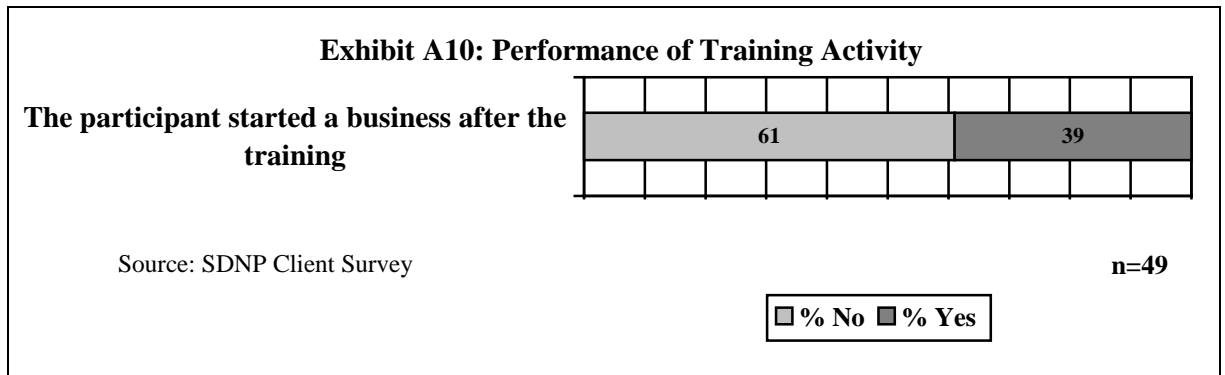 Exhibit A10: Performance of Training Activity
The participant started a business after the
training
61
39
Source: SDNP Client Survey
n=49
% No % Yes